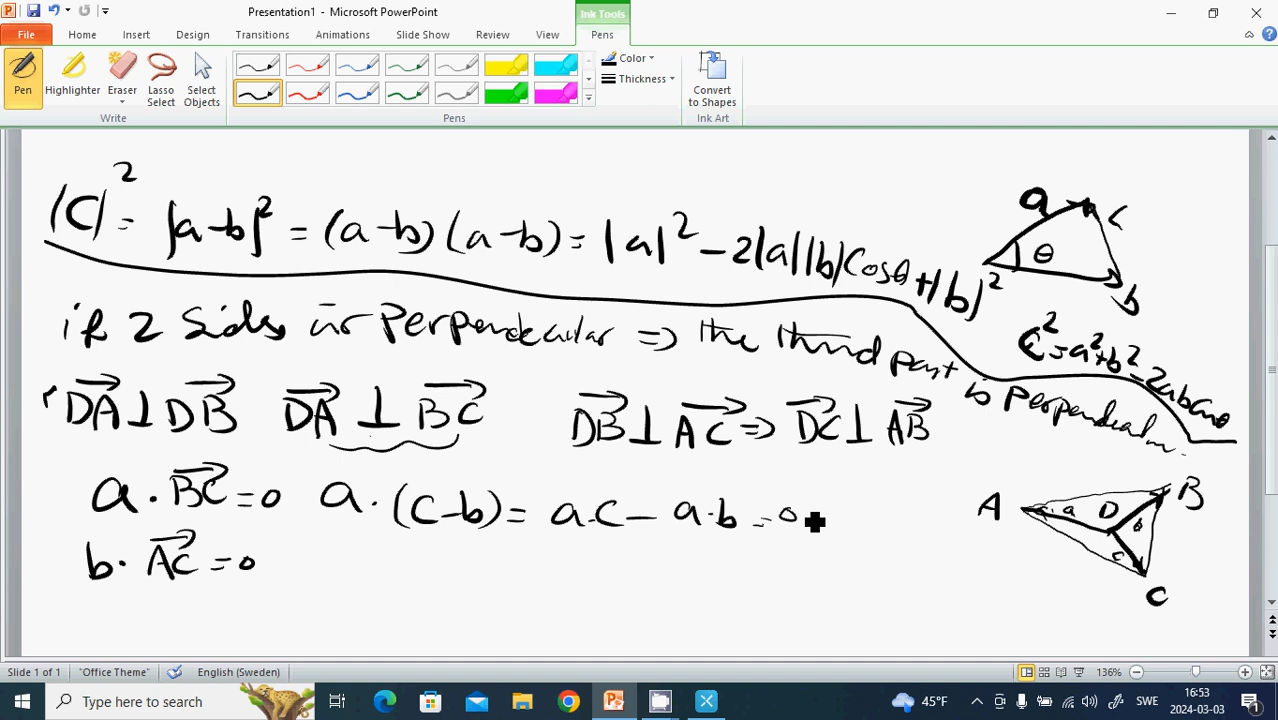 Presentation1 - Microsoft PowerPoint
Ink Tools
File Home Insert Design Transitions Animations Slide Show Review View Pens
Pen Highlighter Eraser Lasso Select Select Objects
Color
Thickness
Convert to Shapes
Write Pens Ink Art
|C|² = |a-b|² = (a-b)(a-b) = |a|² - 2|a||b|Cosθ + |b|²
a
c
θ
b
c² = a² + b² - 2ab cosθ
if 2 Sides Perpendicular => the third part is Perpendicular
DA ⊥ DB DA ⊥ BC DB ⊥ AC => DC ⊥ AB
a · BC = 0 a · (C-b) = a.C - a.b = 0
b · AC = 0
A
a
D
B
b
c
C
Slide 1 of 1 "Office Theme" English (Sweden) 136%
Type here to search
45°F
SWE
16:53
2024-03-03